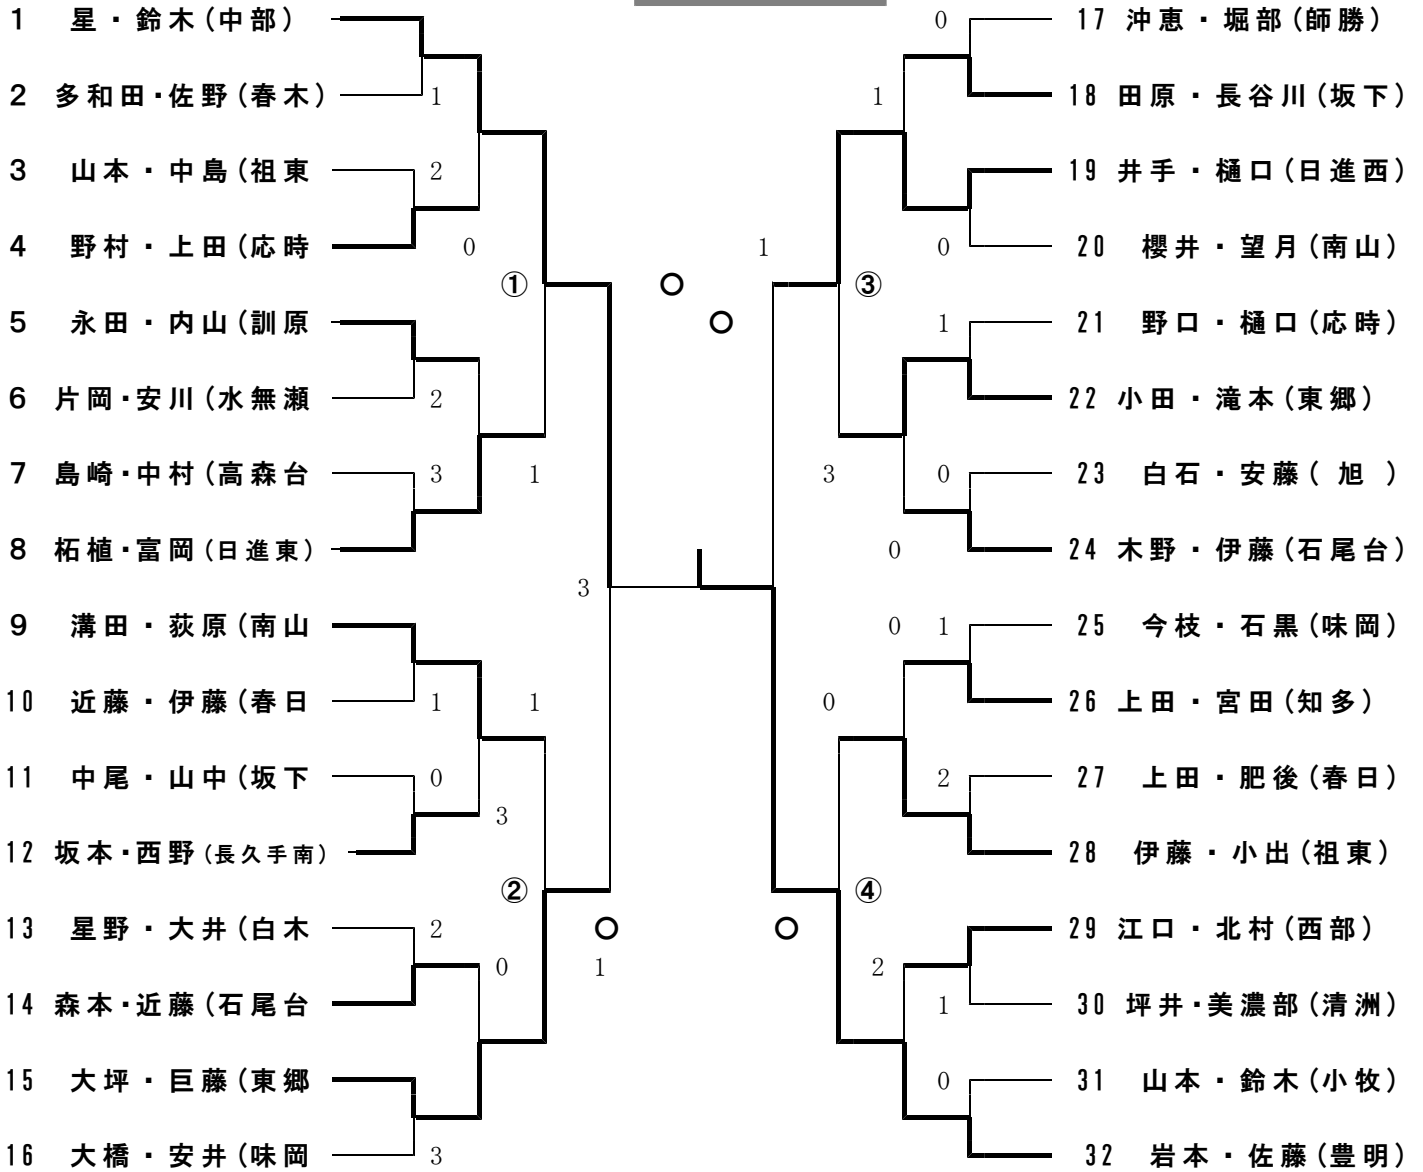 1 星・鈴木(中部)
2 多和田・佐野(春木)
1
3 山本・中島(祖東
2
4 野村・上田(応時
0
①
5 永田・内山(訓原
6 片岡・安川(水無瀬
2
7 島崎・中村(高森台
3
1
8 柘植・富岡(日進東)
3
9 溝田・荻原(南山
10 近藤・伊藤(春日
1
1
11 中尾・山中(坂下
0
3
12 坂本・西野(長久手南)
②
13 星野・大井(白木
2
○
0
1
14 森本・近藤(石尾台
15 大坪・巨藤(東郷
16 大橋・安井(味岡
3
○
○
0
17 沖恵・堀部(師勝)
1
18 田原・長谷川(坂下)
19 井手・樋口(日進西)
1
0
20 櫻井・望月(南山)
③
1
21 野口・樋口(応時)
22 小田・滝本(東郷)
3
0
23 白石・安藤( 旭 )
0
24 木野・伊藤(石尾台)
0
1
25 今枝・石黒(味岡)
0
26 上田・宮田(知多)
2
27 上田・肥後(春日)
28 伊藤・小出(祖東)
④
○
29 江口・北村(西部)
2
1
30 坪井・美濃部(清洲)
0
31 山本・鈴木(小牧)
32 岩本・佐藤(豊明)